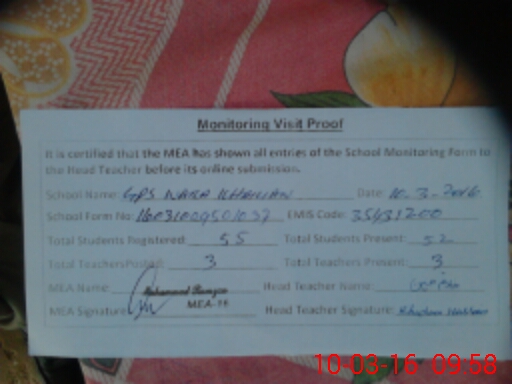 Monitoring Visit Proof
It is certified that the MEA has shown all entries of the School Monitoring Form to
the Head Teacher before its online submission.
School Name: GPS Date: 10.3.2016
School Form No: EMIS Code: 35431200
Total Students Registered: 55 Total Students Present: 52
Total Teachers Posted: 3 Total Teachers Present: 3
MEA Name Muhammad Head Teacher Name:
MEA Signature MEA- Head Teacher Signature:
10-03-16 09:58